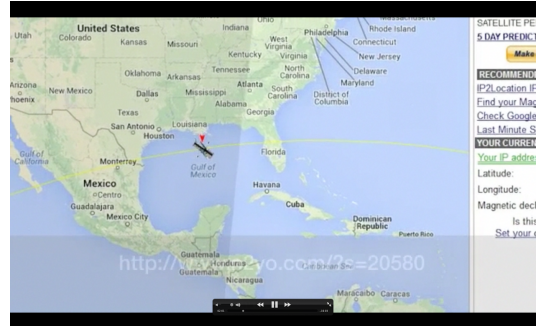 Ohio
Massachusetts
United States
Indiana
Philadelphia
Rhode Island
Utah
Colorado
Kansas
Missouri
West
Virginia
Connecticut
Kentucky
Virginia
New Jersey
Oklahoma
Arkansas
Tennessee
North
Carolina
Delaware
Maryland
Arizona
New Mexico
Phoenix
Dallas
Mississippi
Atlanta
South
Carolina
District of
Columbia
Alabama
Georgia
Texas
San Antonio
Houston
Louisiana
Gulf of
California
Monterrey
Gulf of
Mexico
Florida
Mexico
Havana
Guadalajara
Mexico City
Cuba
Dominican
Republic
Puerto Rico
Guatemala
Honduras
Guatemala
Nicaragua
Maracaibo
Caracas
SATELLITE PE
5 DAY PREDICT
Make
RECOMMEND
IP2Location IP
Find your Mag
Check Google
Last Minute S
YOUR CURREN
Your IP addre
Latitude:
Longitude:
Magnetic decl
Is this
Set your